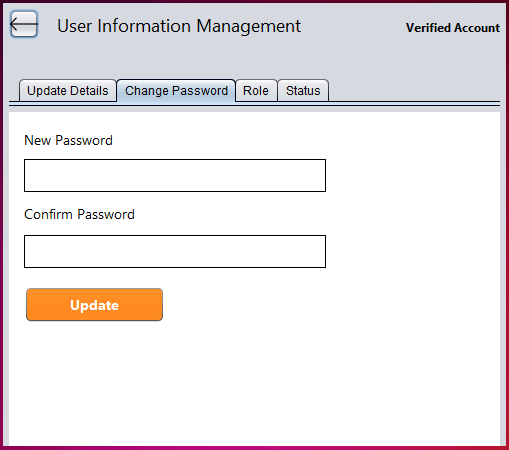 User Information Management
Verified Account
Update Details
Change Password
Role
Status
New Password
Confirm Password
Update